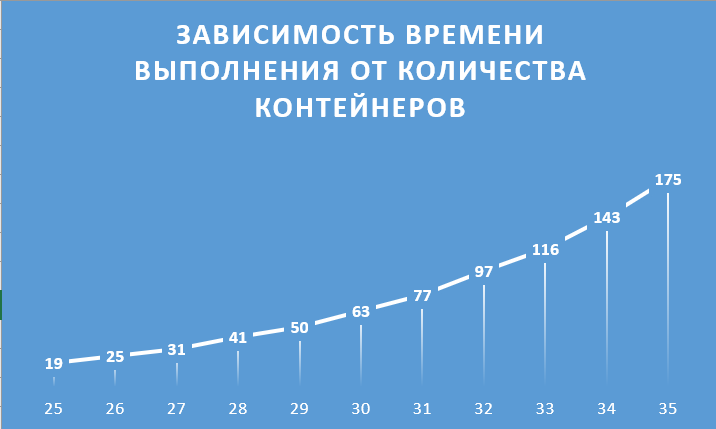 ЗАВИСИМОСТЬ ВРЕМЕНИ
ВЫПОЛНЕНИЯ ОТ КОЛИЧЕСТВА
КОНТЕЙНЕРОВ
19 25 31 41 50 63 77 97 116 143 175
25 26 27 28 29 30 31 32 33 34 35